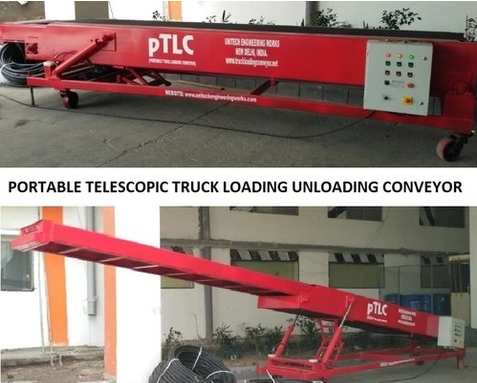 pTLC
(PORTABLE TRUCK LOADING CONVEYOR)
UNITECH ENGINEERING WORKS
NEW DELHI, INDIA.
www.truckloadingconveyor.net
WEBSITE: www.unitechengineeringworks.com
PORTABLE TELESCOPIC TRUCK LOADING UNLOADING CONVEYOR
pTLC